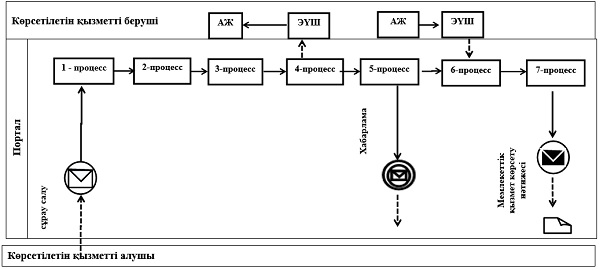 Көрсетілетін қызметті беруші
АЖ
ЭҮШ
АЖ
ЭҮШ
Портал
1 - процесс
2-процесс
3-процесс
4-процесс
5-процесс
6-процесс
7-процесс
сұрау салу
Хабарлама
Мемлекеттік
қызмет көрсету
нәтижесі
Көрсетілетін қызметті алушы